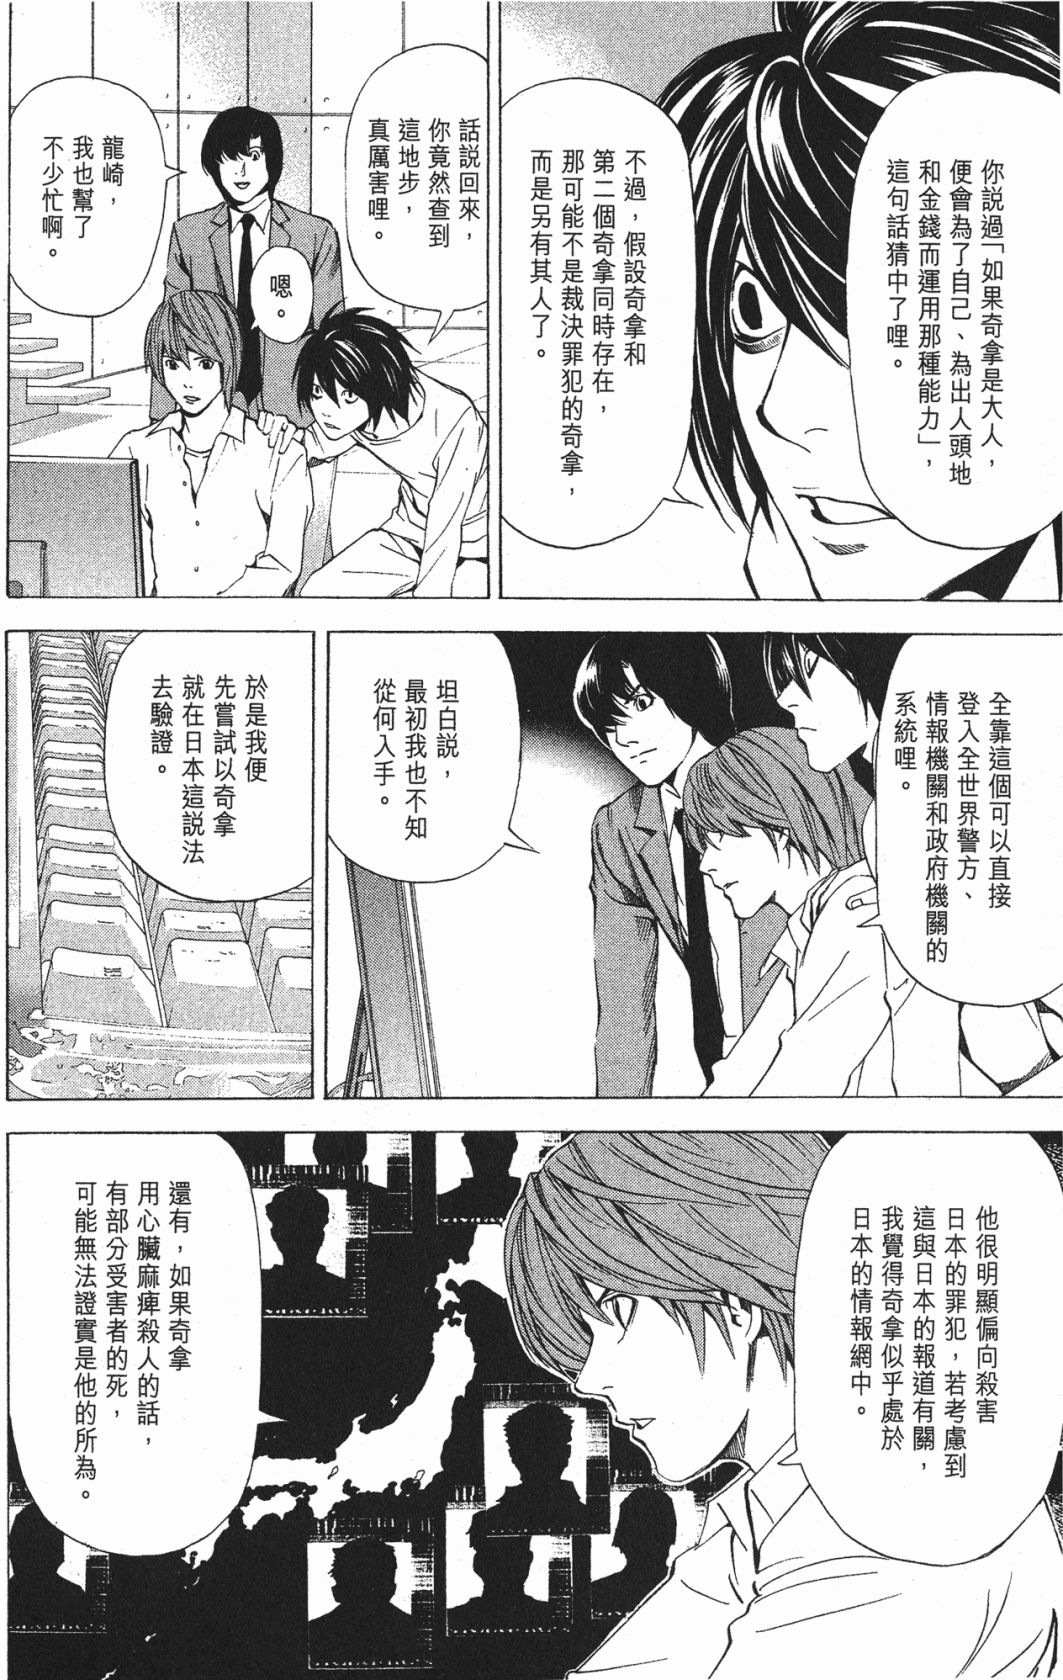 你說過「如果奇拿是大人，
便會為了自己、為出人頭地
和金錢而運用那種能力」，
這句話猜中了哩。
不過，假設奇拿和
第二個奇拿同時存在，
那可能不是裁決罪犯的奇拿，
而是另有其人了。
話說回來，
你竟然查到
這地步，
真厲害哩。
嗯。
龍崎，
我也幫了
不少忙啊。
全靠這個可以直接
登入全世界警方、
情報機關和政府機關的
系統哩。
坦白說，
最初我也不知
從何入手。
於是我便
先嘗試以奇拿
就在日本這說法
去驗證。
他很明顯偏向殺害
日本的罪犯，若考慮到
這與日本的報道有關，
我覺得奇拿似乎處於
日本的情報網中。
還有，如果奇拿
用心臟麻痺殺人的話，
有部分受害者的死，
可能無法證實是他的所為。